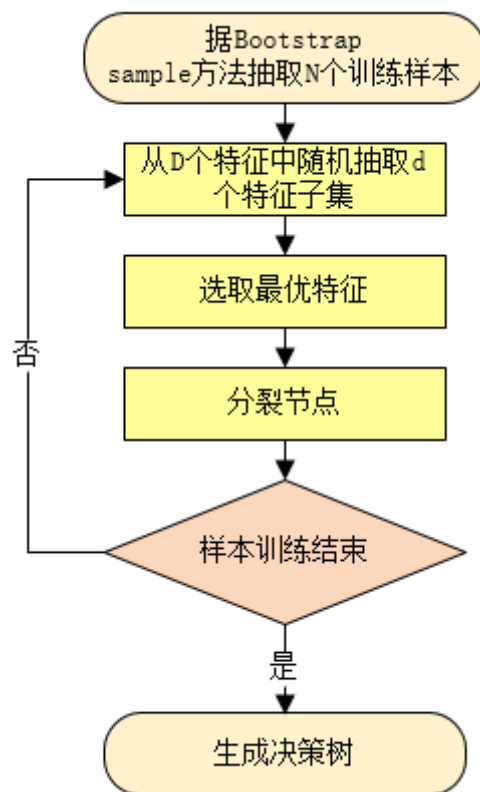 据Bootstrap
sample方法抽取N个训练样本
从D个特征中随机抽取d
个特征子集
选取最优特征
分裂节点
否
样本训练结束
是
生成决策树